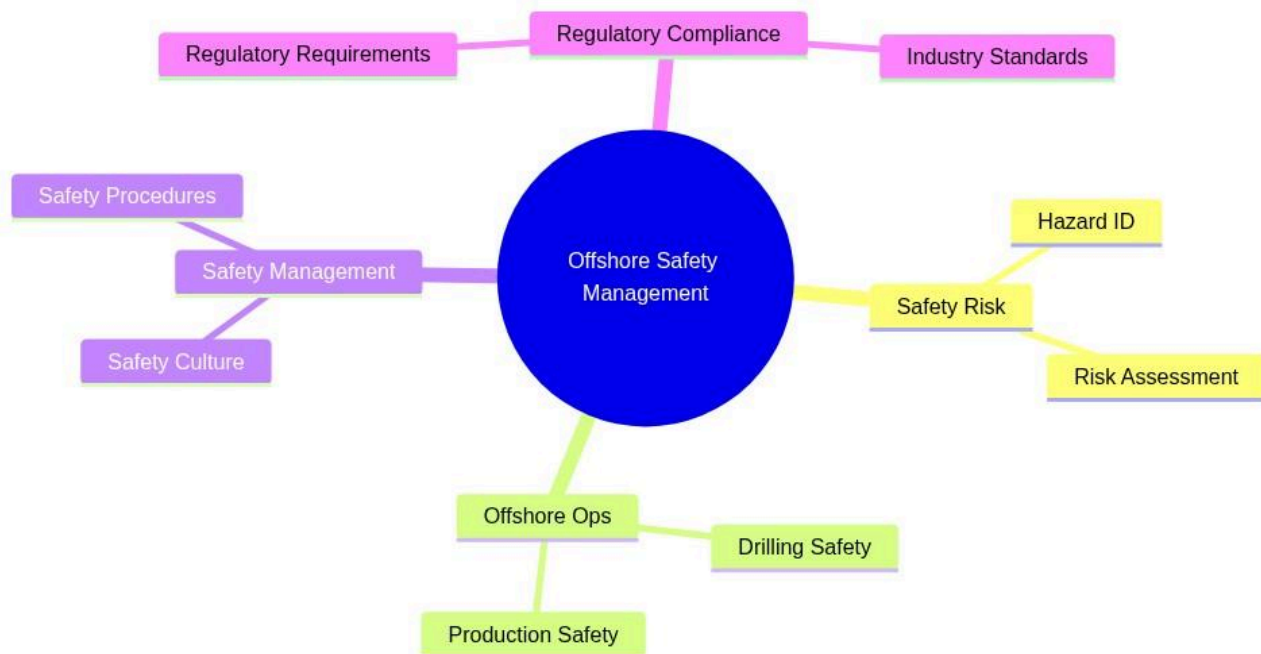 Regulatory Compliance
Regulatory Requirements
Industry Standards
Safety Procedures
Hazard ID
Safety Management
Offshore Safety
Management
Safety Risk
Safety Culture
Risk Assessment
Offshore Ops
Drilling Safety
Production Safety